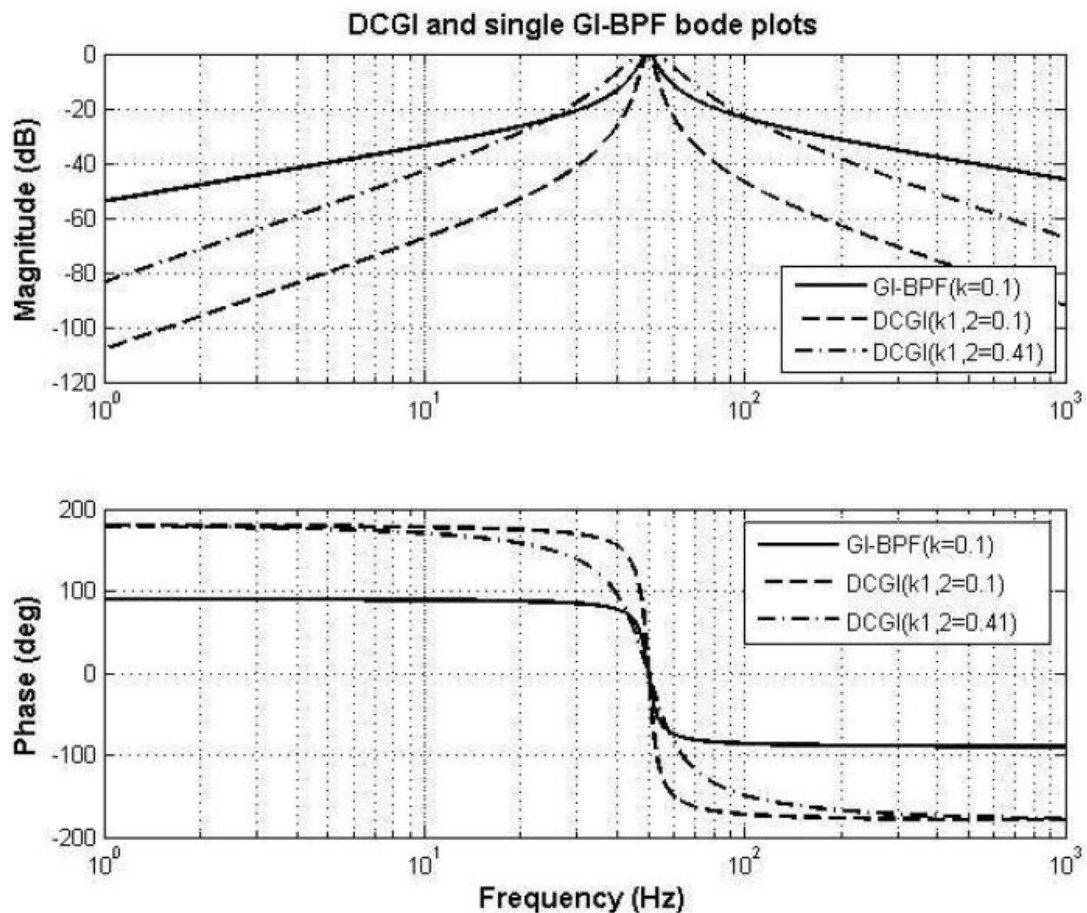 DCGI and single GI-BPF bode plots
Magnitude (dB)
0
-20
-40
-60
-80
-100
-120
GI-BPF(k=0.1)
DCGI(k1,2=0.1)
DCGI(k1,2=0.41)
10^0
10^1
10^2
10^3
Phase (deg)
200
100
0
-100
-200
GI-BPF(k=0.1)
DCGI(k1,2=0.1)
DCGI(k1,2=0.41)
10^0
10^1
10^2
10^3
Frequency (Hz)